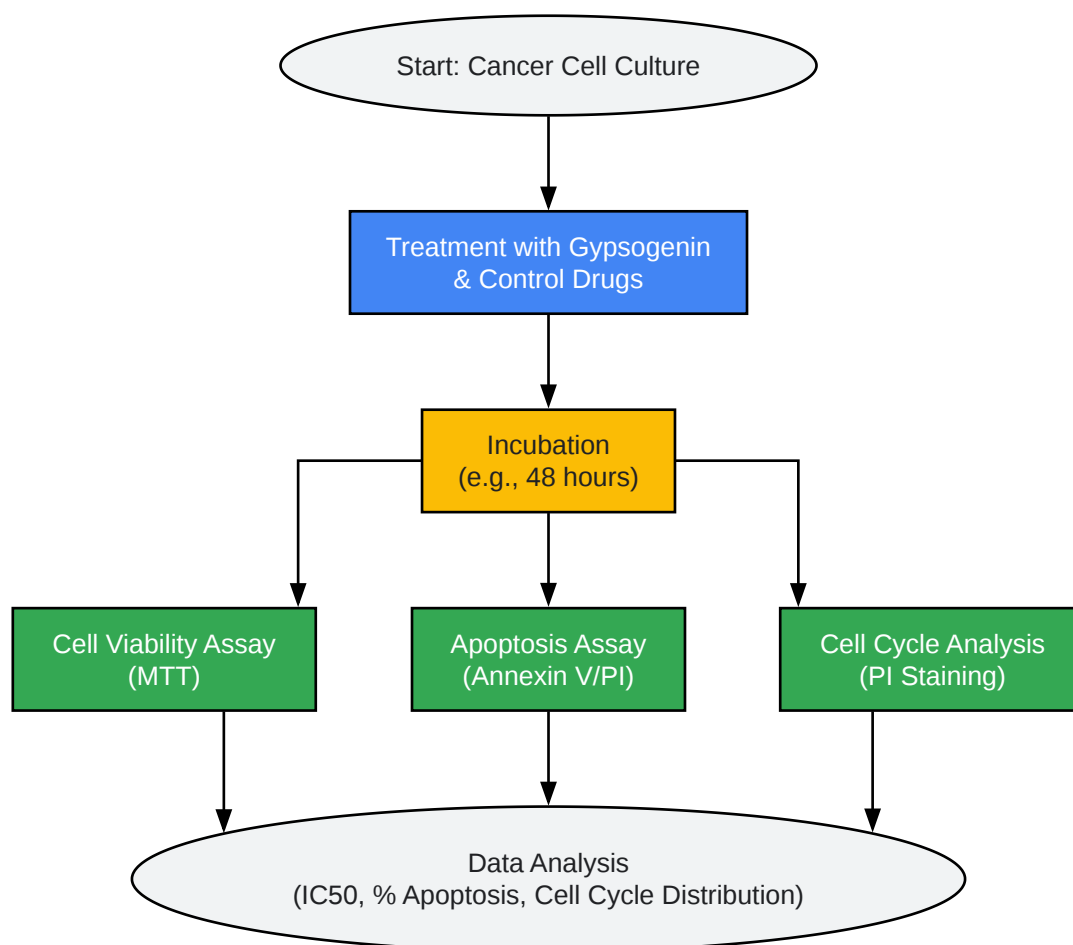 Start: Cancer Cell Culture
Treatment with Gypsogenin
& Control Drugs
Incubation
(e.g., 48 hours)
Cell Viability Assay
(MTT)
Apoptosis Assay
(Annexin V/PI)
Cell Cycle Analysis
(PI Staining)
Data Analysis
(IC50, % Apoptosis, Cell Cycle Distribution)